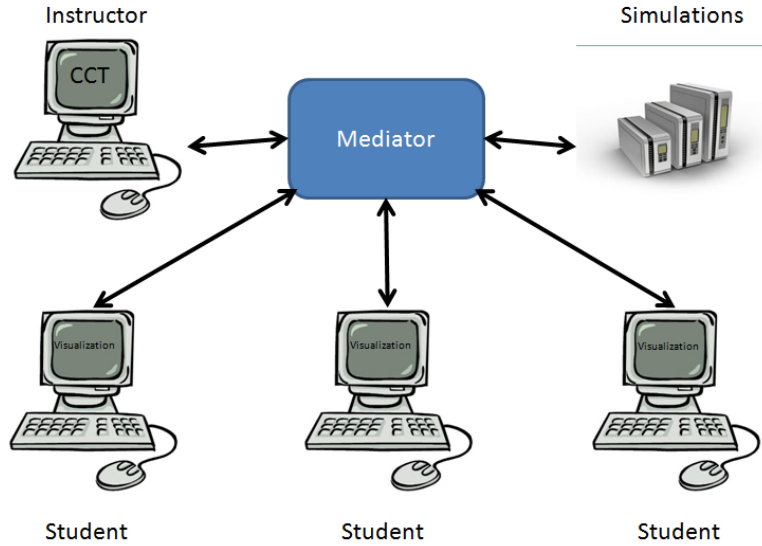 Instructor
Simulations
CCT
Mediator
Visualization
Visualization
Visualization
Student
Student
Student